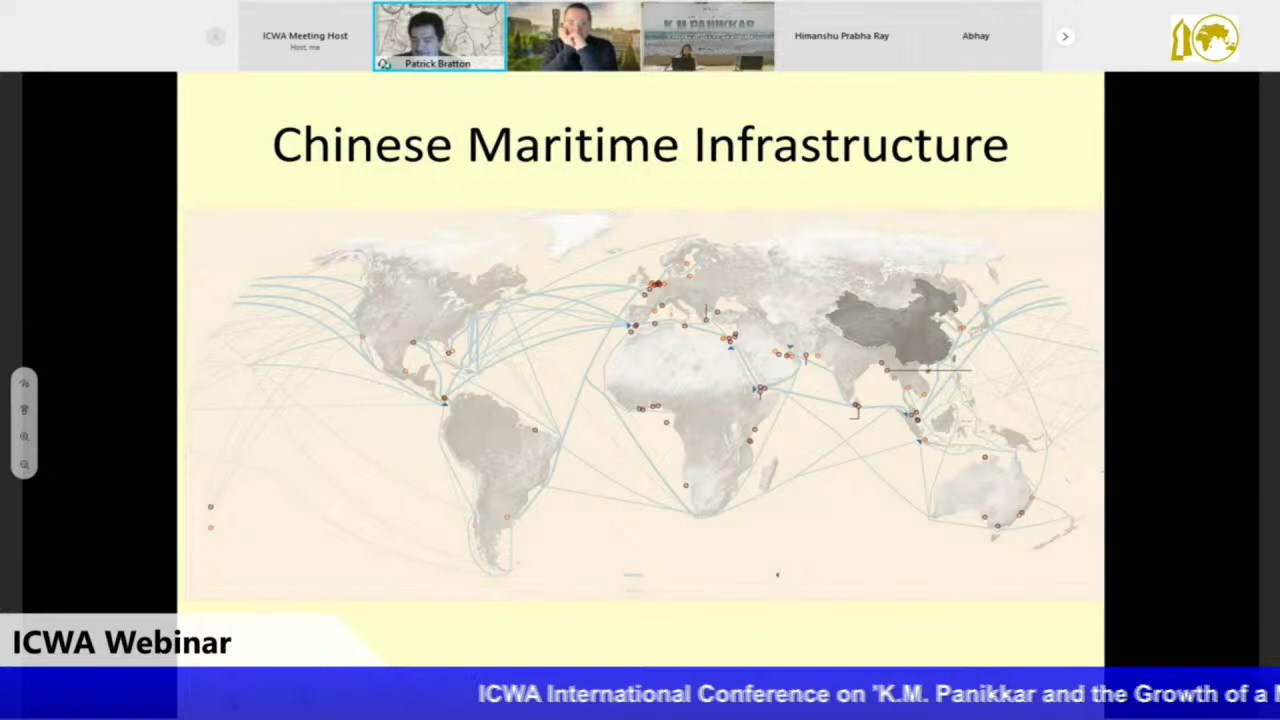 ICWA Meeting Host
Host, me
Patrick Bratton
K M PANIKKAR
Himanshu Prabha Ray
Abhay
Chinese Maritime Infrastructure
ICWA Webinar
ICWA International Conference on "K.M. Panikkar and the Growth of a